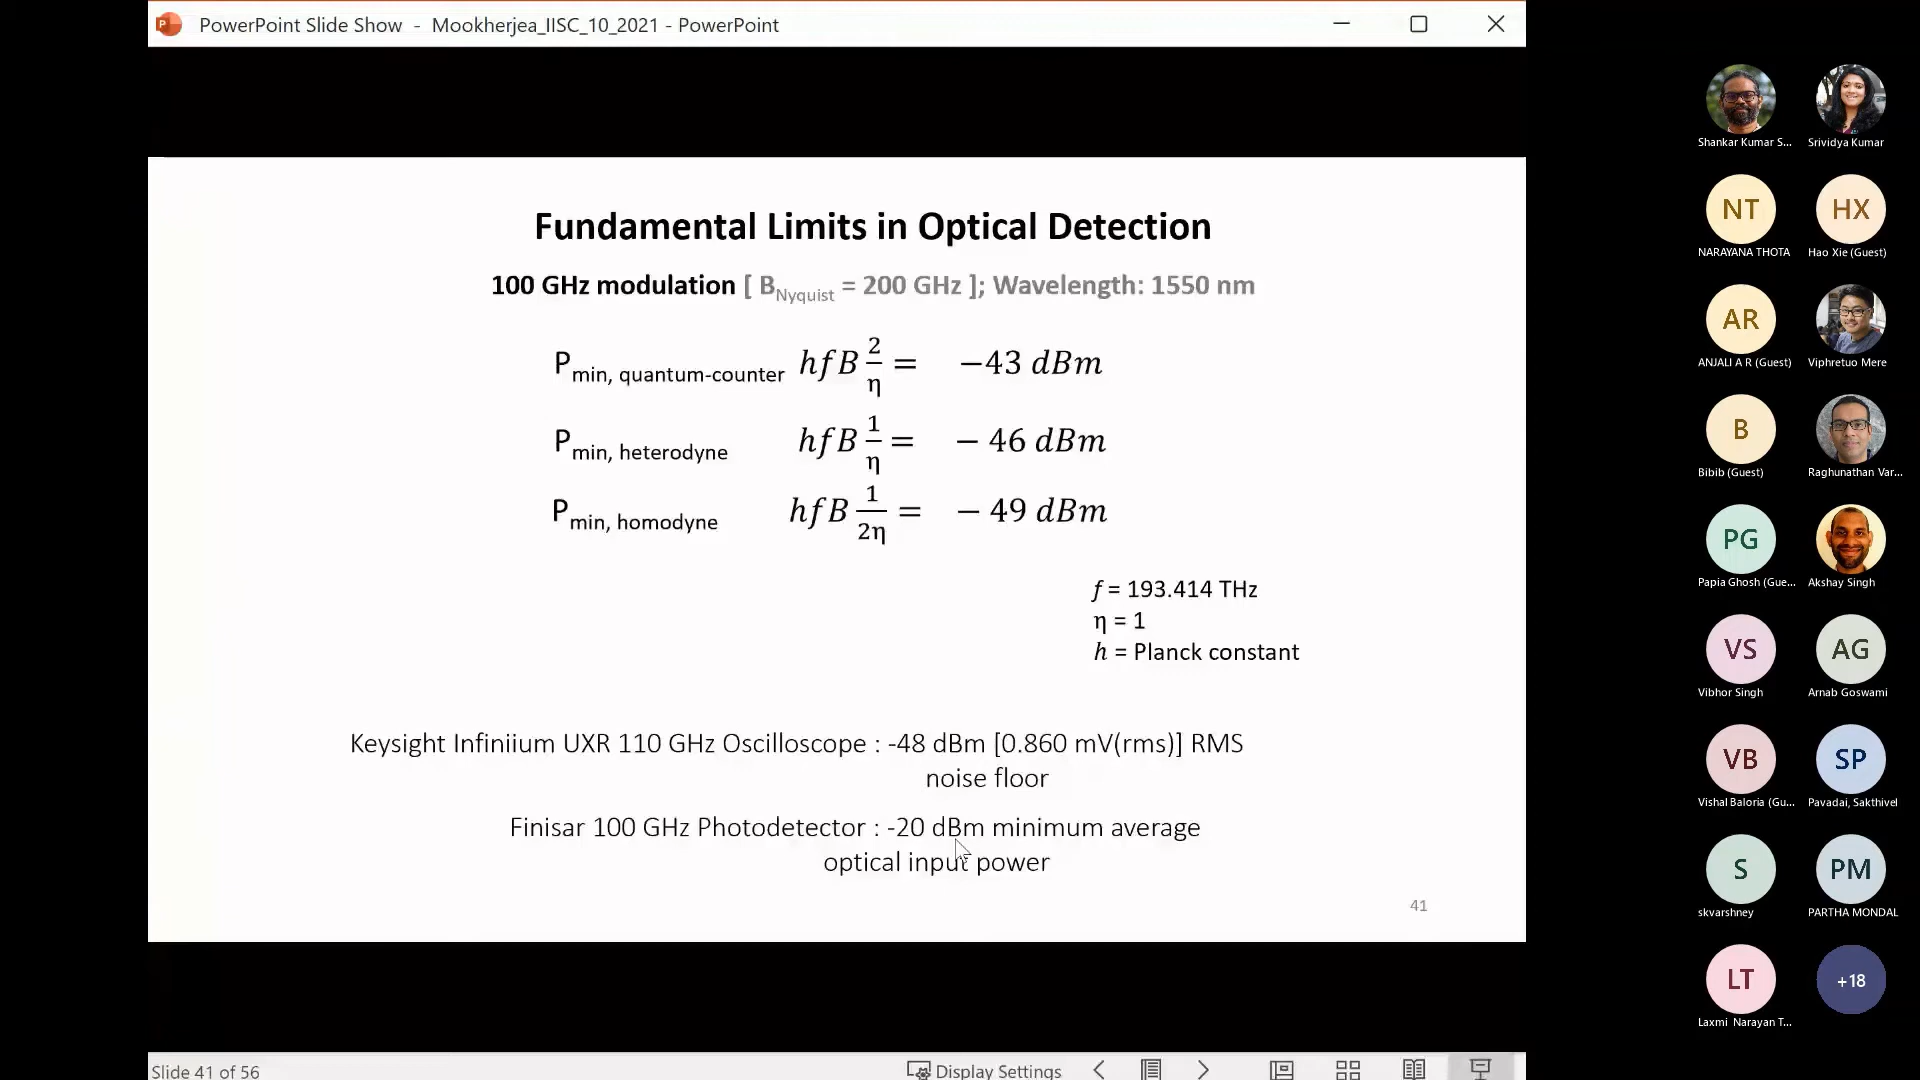 PowerPoint Slide Show - Mookherjea_IISC_10_2021 - PowerPoint
Fundamental Limits in Optical Detection
100 GHz modulation [ B_Nyquist = 200 GHz ]; Wavelength: 1550 nm
P_min, quantum-counter hfB 2/η = −43 dBm
P_min, heterodyne hfB 1/η = − 46 dBm
P_min, homodyne hfB 1/2η = − 49 dBm
f = 193.414 THz
η = 1
h = Planck constant
Keysight Infiniium UXR 110 GHz Oscilloscope : -48 dBm [0.860 mV(rms)] RMS
noise floor
Finisar 100 GHz Photodetector : -20 dBm minimum average
optical input power
41
Slide 41 of 56
Display Settings
Shankar Kumar S...
Srividya Kumar
NT
HX
NARAYANA THOTA
Hao Xie (Guest)
AR
ANJALI A R (Guest)
Viphretuo Mere
B
Bibib (Guest)
Raghunathan Var...
PG
Papia Ghosh (Gue...
Akshay Singh
VS
AG
Vibhor Singh
Arnab Goswami
VB
SP
Vishal Baloria (Gu...
Pavadai, Sakthivel
S
PM
skvarshney
PARTHA MONDAL
LT
+18
Laxmi Narayan T...